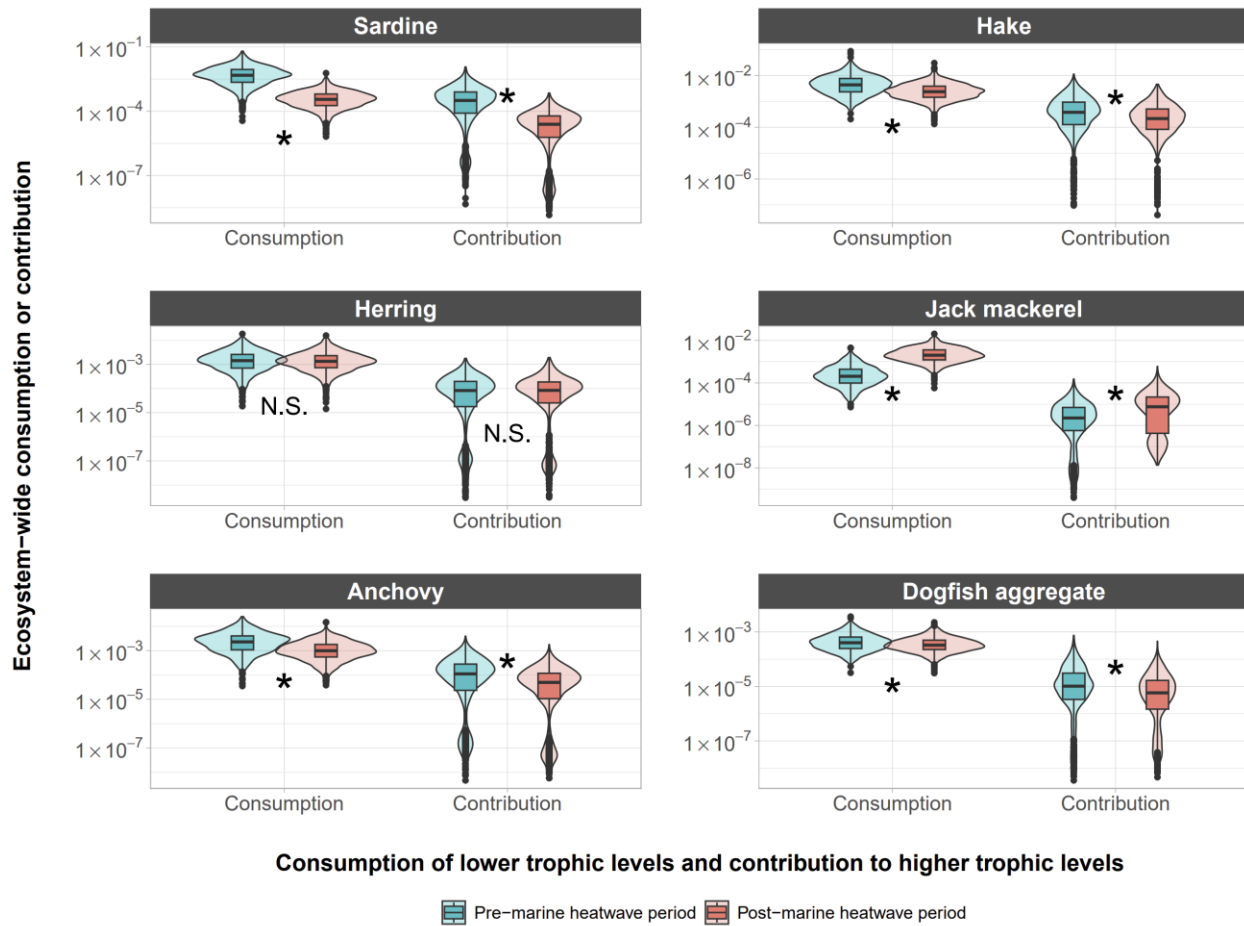 Ecosystem−wide consumption or contribution
Sardine
1 × 10⁻¹
1 × 10⁻⁴
1 × 10⁻⁷
*
*
Consumption
Contribution
Hake
1 × 10⁻²
1 × 10⁻⁴
1 × 10⁻⁶
*
*
Consumption
Contribution
Herring
1 × 10⁻³
1 × 10⁻⁵
1 × 10⁻⁷
N.S.
N.S.
Consumption
Contribution
Jack mackerel
1 × 10⁻²
1 × 10⁻⁴
1 × 10⁻⁶
1 × 10⁻⁸
*
*
Consumption
Contribution
Anchovy
1 × 10⁻³
1 × 10⁻⁵
1 × 10⁻⁷
*
*
Consumption
Contribution
Dogfish aggregate
1 × 10⁻³
1 × 10⁻⁵
1 × 10⁻⁷
*
*
Consumption
Contribution
Consumption of lower trophic levels and contribution to higher trophic levels
Pre−marine heatwave period
Post−marine heatwave period